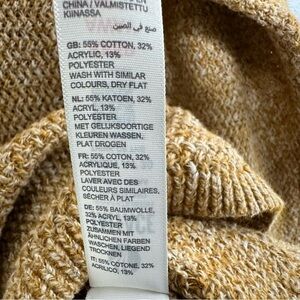 CHINA / VALMISTETTU
KIINASSA
صنع في الصين
GB: 55% COTTON, 32%
ACRYLIC, 13%
POLYESTER
WASH WITH SIMILAR
COLOURS, DRY FLAT
NL: 55% KATOEN, 32%
ACRYL, 13%
POLYESTER
MET GELIJKSOORTIGE
KLEUREN WASSEN,
PLAT DROGEN
FR: 55% COTON, 32%
ACRYLIQUE, 13%
POLYESTER
LAVER AVEC DES
COULEURS SIMILAIRES,
SÉCHER À PLAT
DE: 55% BAUMWOLLE,
32% ACRYL, 13%
POLYESTER
ZUSAMMEN MIT
ÄHNLICHEN FARBEN
WASCHEN, LIEGEND
TROCKNEN
IT: 55% COTONE, 32%
ACRILICO, 13%